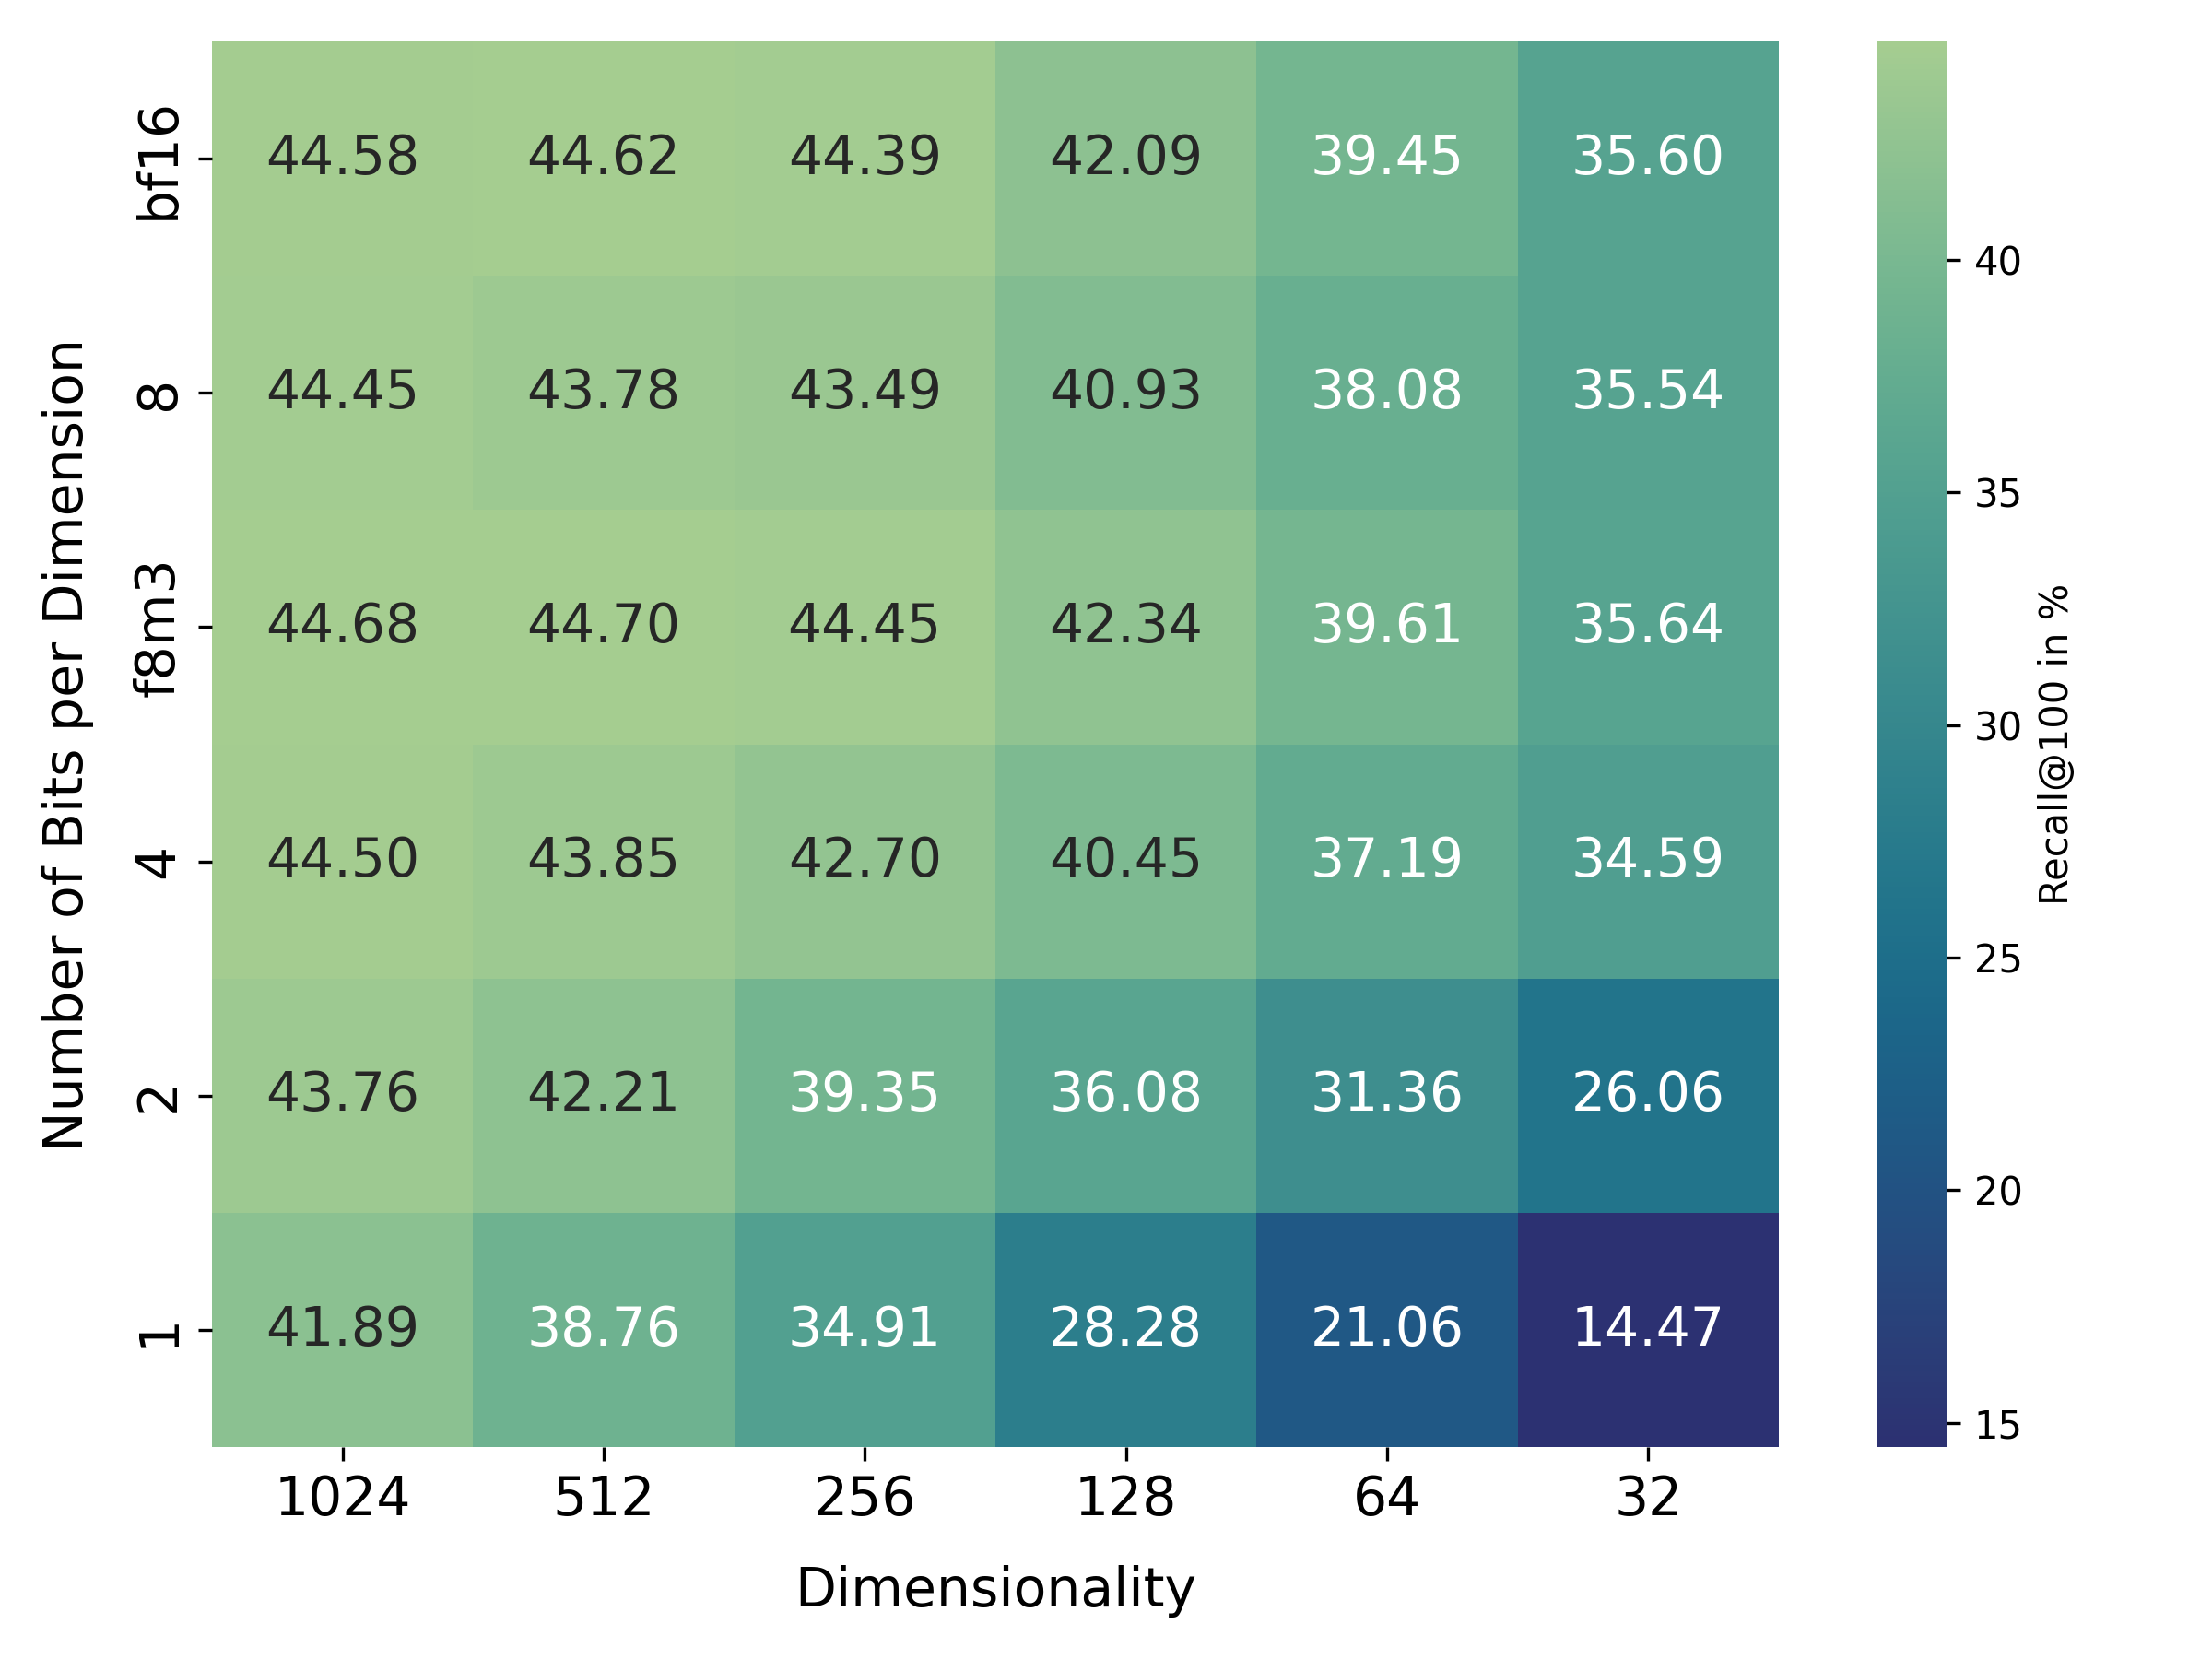 Number of Bits per Dimension
bf16 44.58 44.62 44.39 42.09 39.45 35.60
8 44.45 43.78 43.49 40.93 38.08 35.54
f8m3 44.68 44.70 44.45 42.34 39.61 35.64
4 44.50 43.85 42.70 40.45 37.19 34.59
2 43.76 42.21 39.35 36.08 31.36 26.06
1 41.89 38.76 34.91 28.28 21.06 14.47
1024 512 256 128 64 32
Dimensionality
40
35
30
25
20
15
Recall@100 in %